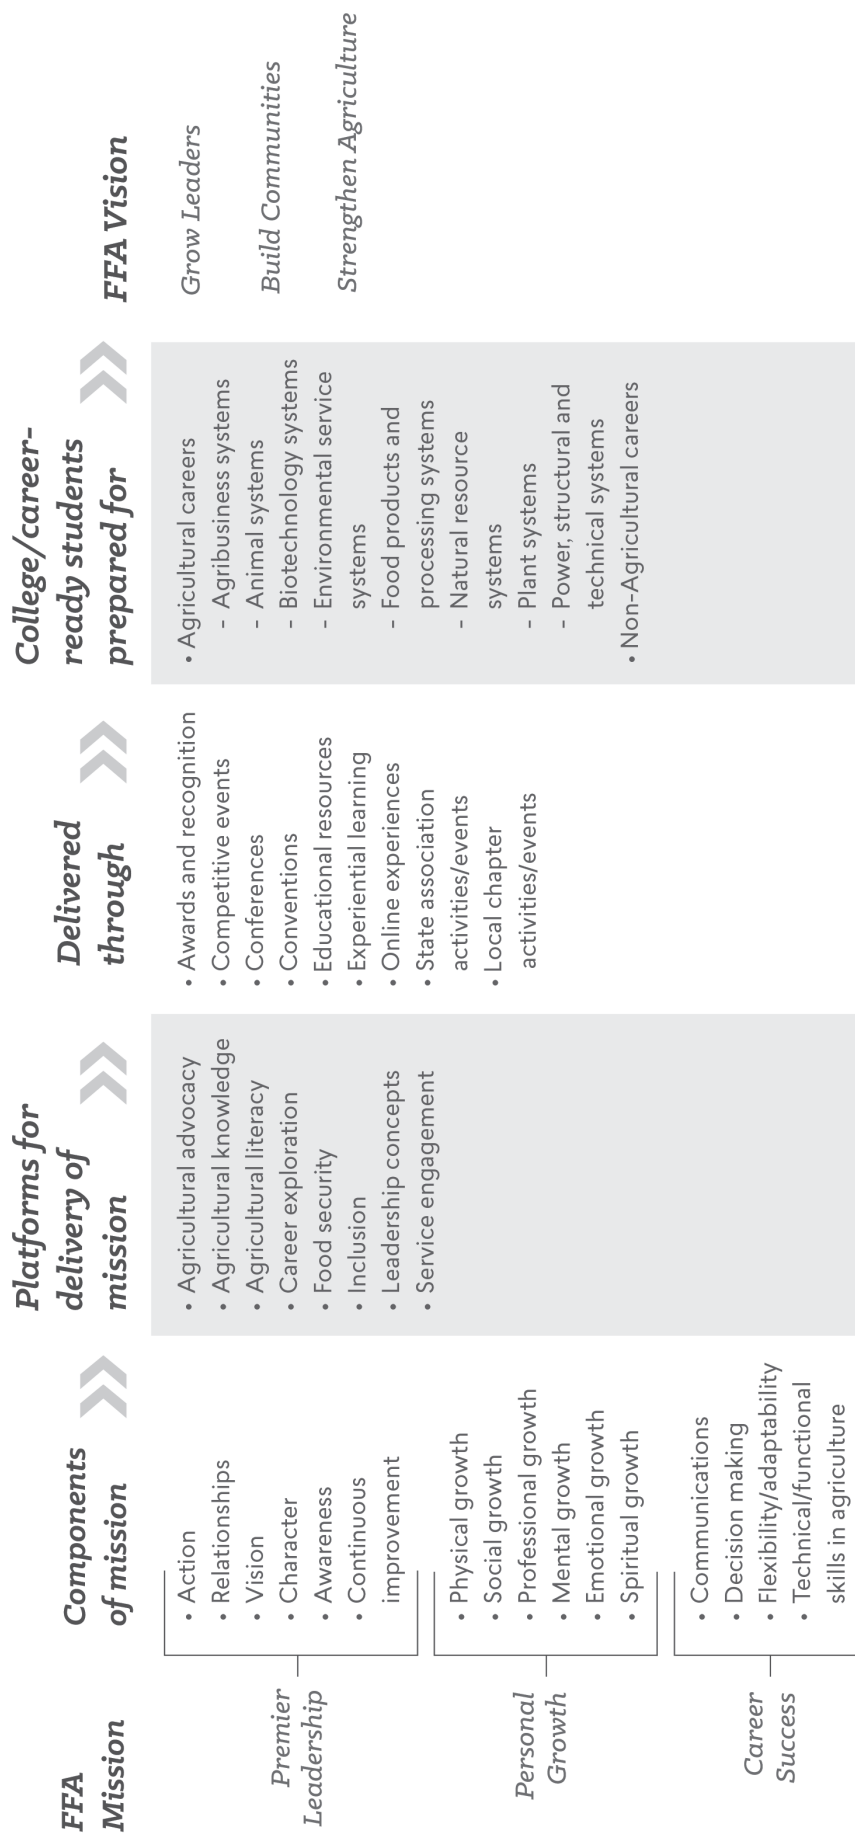 FFA
Mission
Premier
Leadership
Personal
Growth
Career
Success
Components
of mission
• Action
• Relationships
• Vision
• Character
• Awareness
• Continuous
improvement
• Physical growth
• Social growth
• Professional growth
• Mental growth
• Emotional growth
• Spiritual growth
• Communications
• Decision making
• Flexibility/adaptability
• Technical/functional
skills in agriculture
Platforms for
delivery of
mission
• Agricultural advocacy
• Agricultural knowledge
• Agricultural literacy
• Career exploration
• Food security
• Inclusion
• Leadership concepts
• Service engagement
Delivered
through
• Awards and recognition
• Competitive events
• Conferences
• Conventions
• Educational resources
• Experiential learning
• Online experiences
• State association
activities/events
• Local chapter
activities/events
College/career-
ready students
prepared for
• Agricultural careers
- Agribusiness systems
- Animal systems
- Biotechnology systems
- Environmental service
systems
- Food products and
processing systems
- Natural resource
systems
- Plant systems
- Power, structural and
technical systems
• Non-Agricultural careers
FFA Vision
Grow Leaders
Build Communities
Strengthen Agriculture